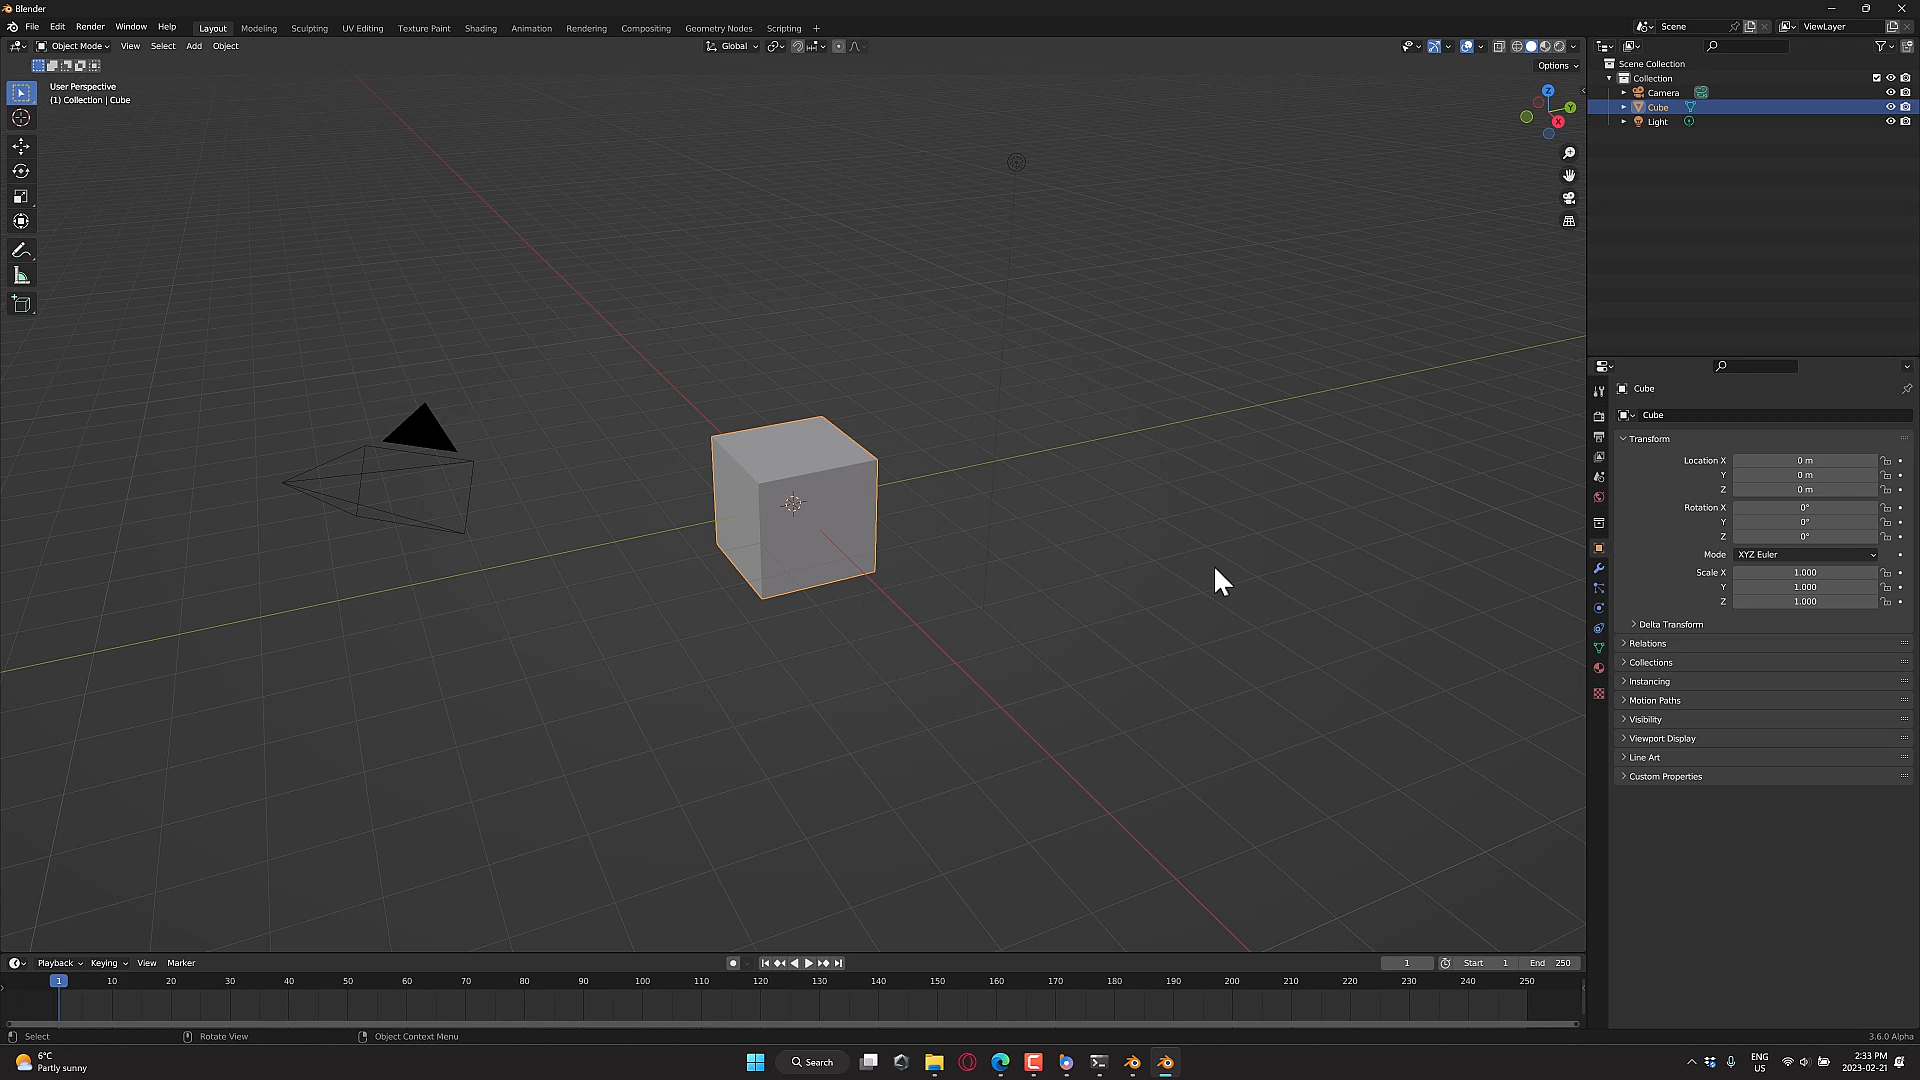 Blender
File Edit Render Window Help Layout Modeling Sculpting UV Editing Texture Paint Shading Animation Rendering Compositing Geometry Nodes Scripting + Scene ViewLayer
Object Mode View Select Add Object Global
Options
User Perspective
(1) Collection | Cube
Z
Y
X
Scene Collection
Collection
Camera
Cube
Light
Cube
Cube
Transform
Location X 0 m
Y 0 m
Z 0 m
Rotation X 0°
Y 0°
Z 0°
Mode XYZ Euler
Scale X 1.000
Y 1.000
Z 1.000
Delta Transform
Relations
Collections
Instancing
Motion Paths
Visibility
Viewport Display
Line Art
Custom Properties
Playback Keying View Marker 1 Start 1 End 250
1 10 20 30 40 50 60 70 80 90 100 110 120 130 140 150 160 170 180 190 200 210 220 230 240 250
Select Rotate View Object Context Menu 3.6.0 Alpha
6°C
Partly sunny
Search
ENG
US
2:33 PM
2023-02-21